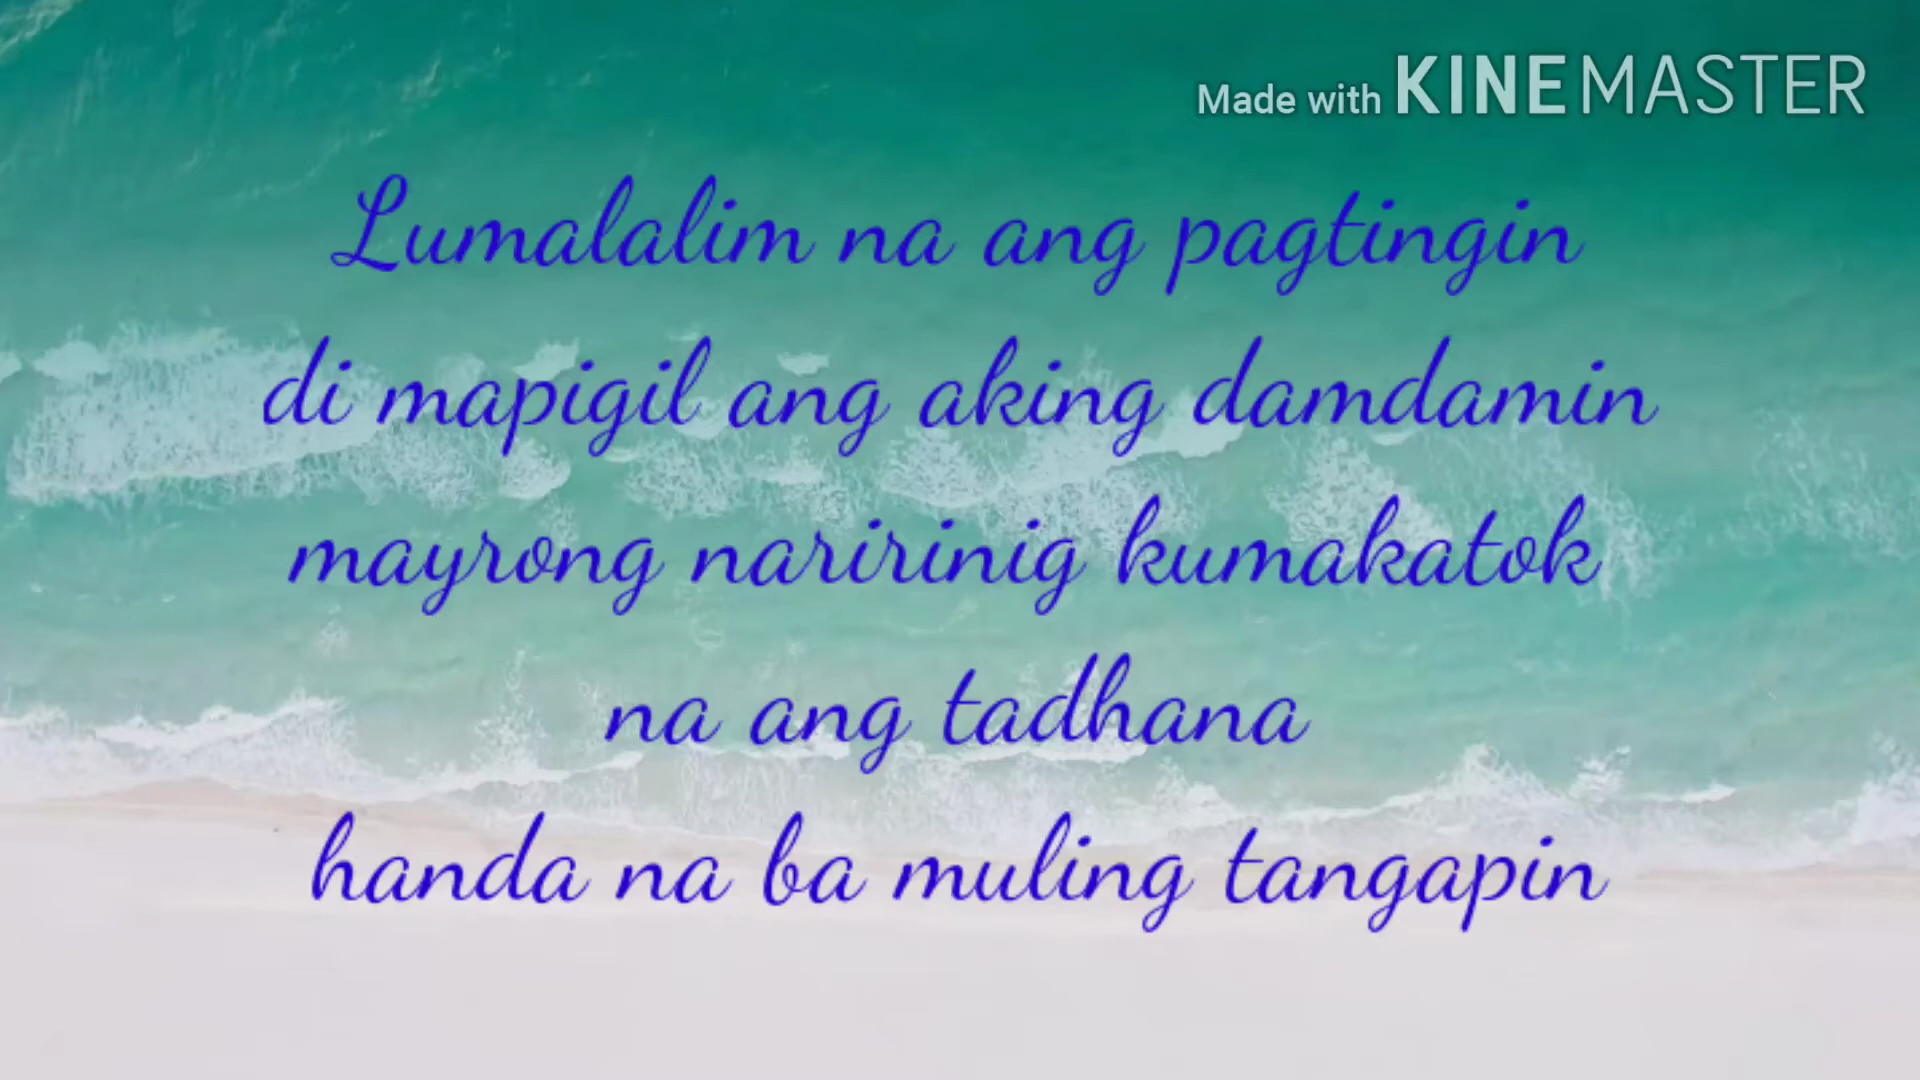 Made with KINEMASTER
Lumalalim na ang pagtingin
di mapigil ang aking damdamin
mayrong naririnig kumakatok
na ang tadhana
handa na ba muling tangapin